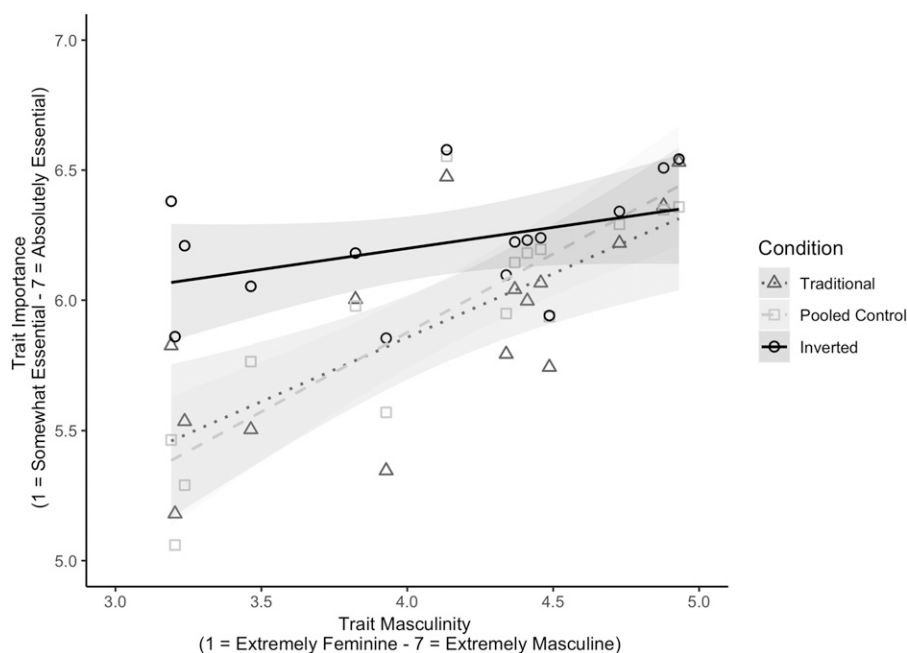 7.0
6.5
6.0
5.5
5.0
Trait Importance
(1 = Somewhat Essential - 7 = Absolutely Essential)
3.0
3.5
4.0
4.5
5.0
Trait Masculinity
(1 = Extremely Feminine - 7 = Extremely Masculine)
Condition
Traditional
Pooled Control
Inverted